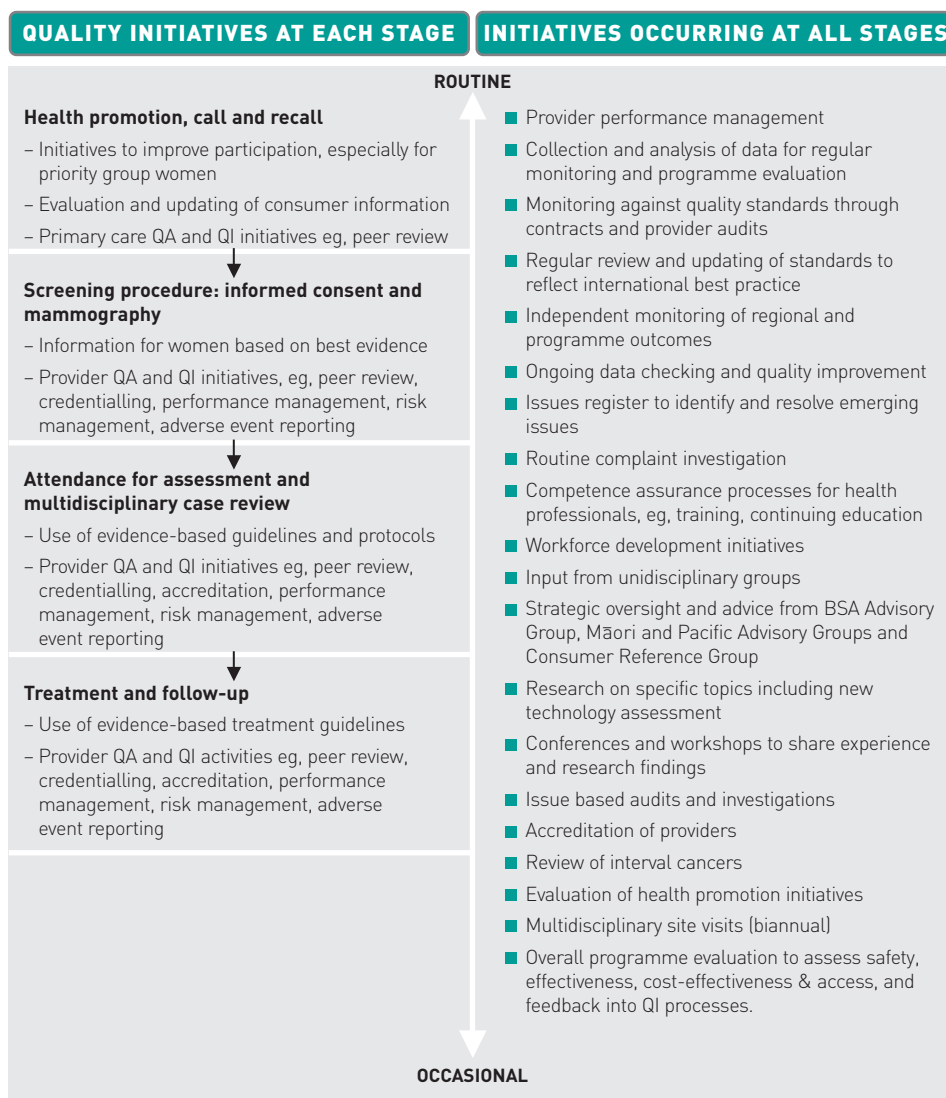 QUALITY INITIATIVES AT EACH STAGE
INITIATIVES OCCURRING AT ALL STAGES
ROUTINE
Health promotion, call and recall
– Initiatives to improve participation, especially for
priority group women
– Evaluation and updating of consumer information
– Primary care QA and QI initiatives eg, peer review
Screening procedure: informed consent and
mammography
– Information for women based on best evidence
– Provider QA and QI initiatives, eg, peer review,
credentialling, performance management, risk
management, adverse event reporting
Attendance for assessment and
multidisciplinary case review
– Use of evidence-based guidelines and protocols
– Provider QA and QI initiatives eg, peer review,
credentialling, accreditation, performance
management, risk management, adverse
event reporting
Treatment and follow-up
– Use of evidence-based treatment guidelines
– Provider QA and QI activities eg, peer review,
credentialling, accreditation, performance
management, risk management, adverse
event reporting
■ Provider performance management
■ Collection and analysis of data for regular
monitoring and programme evaluation
■ Monitoring against quality standards through
contracts and provider audits
■ Regular review and updating of standards to
reflect international best practice
■ Independent monitoring of regional and
programme outcomes
■ Ongoing data checking and quality improvement
■ Issues register to identify and resolve emerging
issues
■ Routine complaint investigation
■ Competence assurance processes for health
professionals, eg, training, continuing education
■ Workforce development initiatives
■ Input from unidisciplinary groups
■ Strategic oversight and advice from BSA Advisory
Group, Māori and Pacific Advisory Groups and
Consumer Reference Group
■ Research on specific topics including new
technology assessment
■ Conferences and workshops to share experience
and research findings
■ Issue based audits and investigations
■ Accreditation of providers
■ Review of interval cancers
■ Evaluation of health promotion initiatives
■ Multidisciplinary site visits (biannual)
■ Overall programme evaluation to assess safety,
effectiveness, cost-effectiveness & access, and
feedback into QI processes.
OCCASIONAL